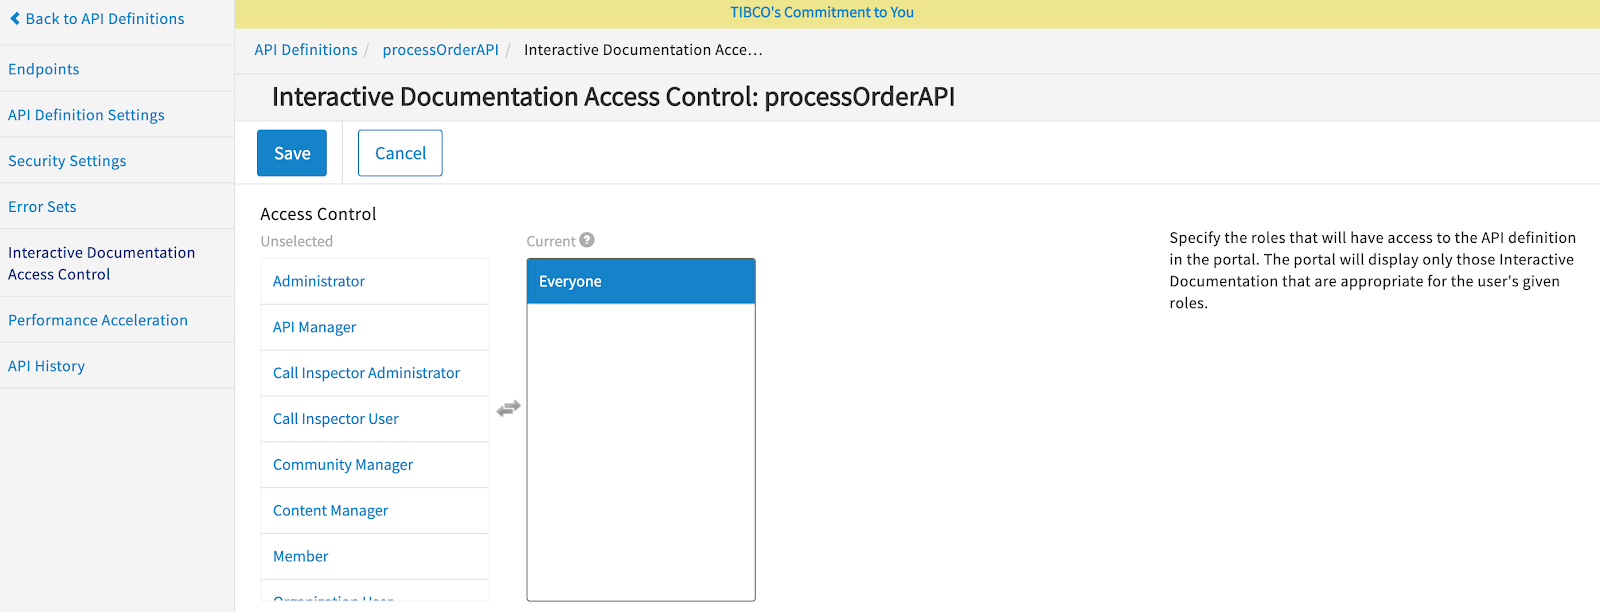 Back to API Definitions
TIBCO's Commitment to You
API Definitions / processOrderAPI / Interactive Documentation Acce...
Endpoints
API Definition Settings
Security Settings
Error Sets
Interactive Documentation
Access Control
Performance Acceleration
API History
Interactive Documentation Access Control: processOrderAPI
Save
Cancel
Access Control
Unselected
Administrator
API Manager
Call Inspector Administrator
Call Inspector User
Community Manager
Content Manager
Member
Organization User
Current ?
Everyone
Specify the roles that will have access to the API definition
in the portal. The portal will display only those Interactive
Documentation that are appropriate for the user's given
roles.